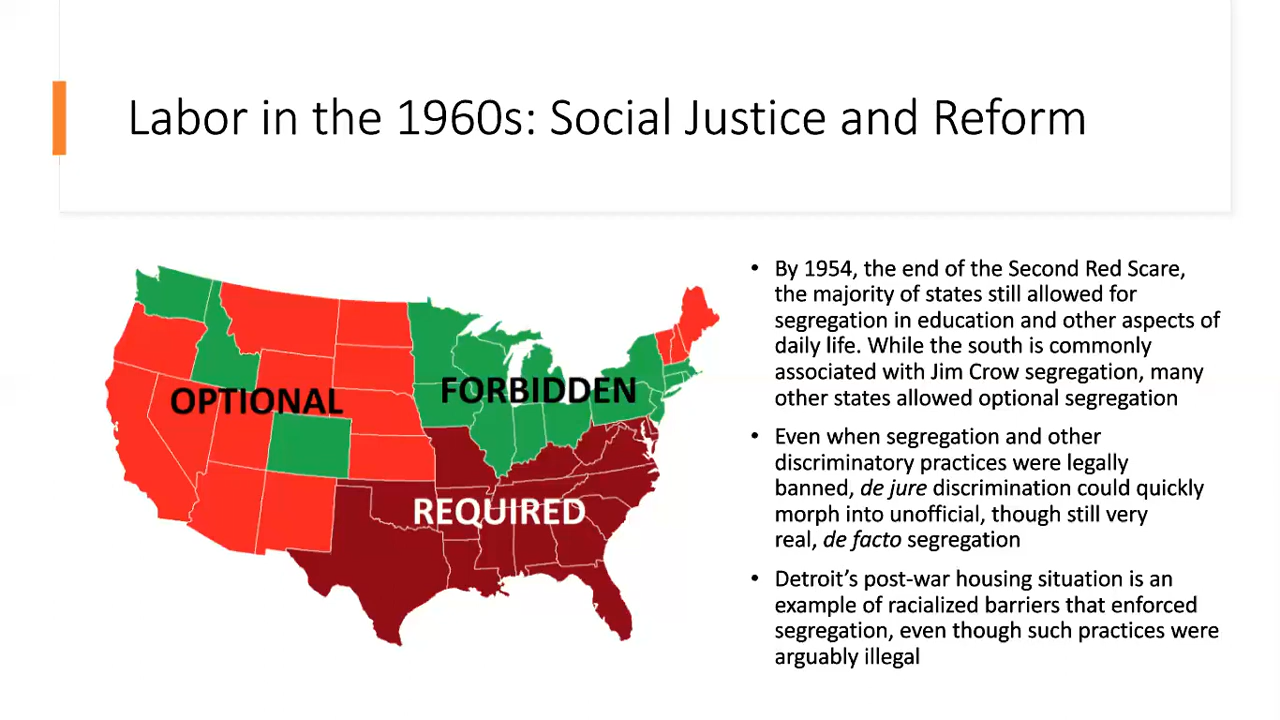 Labor in the 1960s: Social Justice and Reform
OPTIONAL
FORBIDDEN
REQUIRED
• By 1954, the end of the Second Red Scare,
the majority of states still allowed for
segregation in education and other aspects of
daily life. While the south is commonly
associated with Jim Crow segregation, many
other states allowed optional segregation
• Even when segregation and other
discriminatory practices were legally
banned, de jure discrimination could quickly
morph into unofficial, though still very
real, de facto segregation
• Detroit’s post-war housing situation is an
example of racialized barriers that enforced
segregation, even though such practices were
arguably illegal